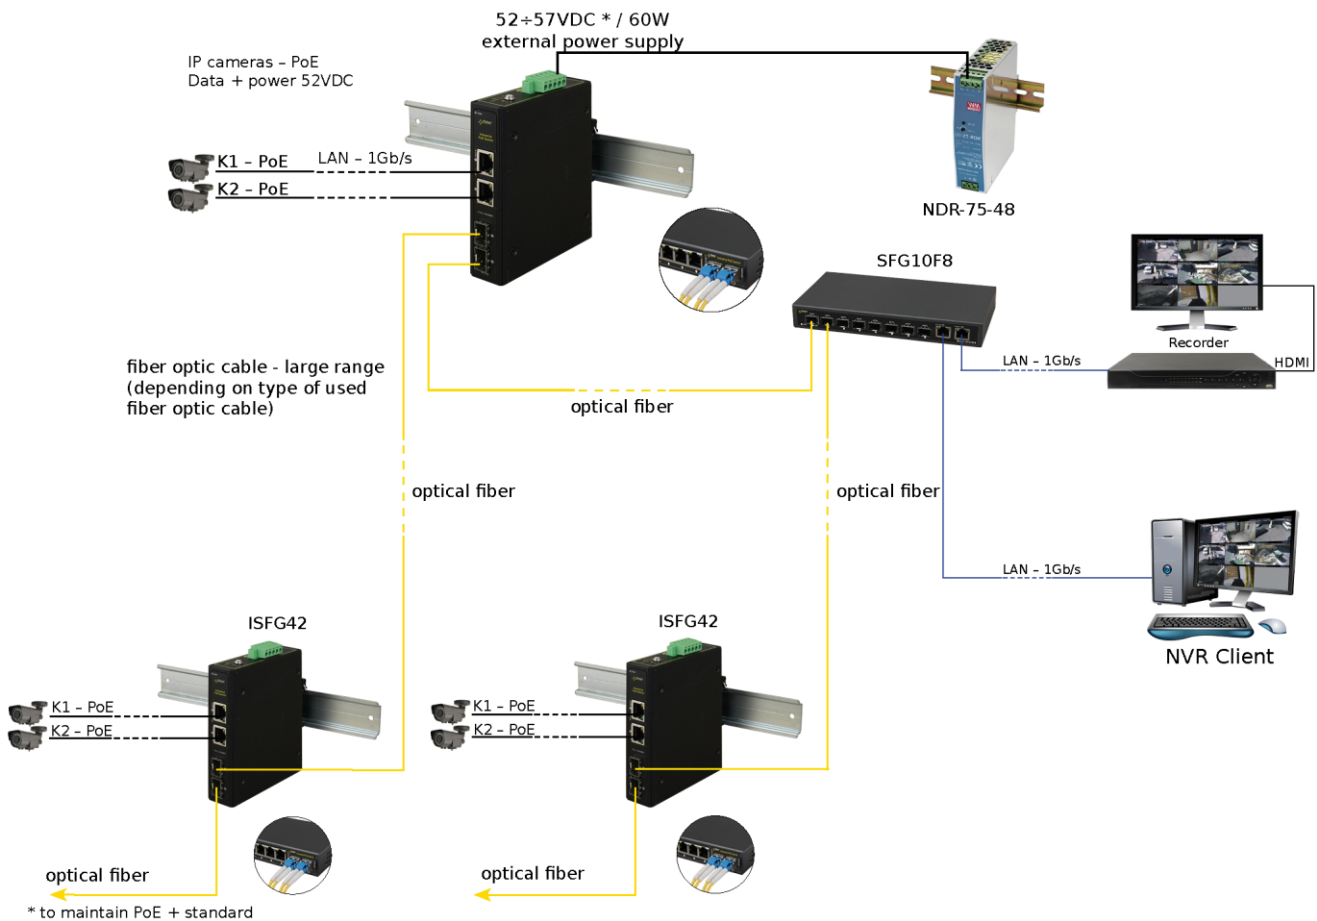 52÷57VDC * / 60W
external power supply
IP cameras – PoE
Data + power 52VDC
K1 – PoE
LAN – 1Gb/s
K2 – PoE
NDR-75-48
SFG10F8
Recorder
LAN – 1Gb/s
HDMI
fiber optic cable - large range
(depending on type of used
fiber optic cable)
optical fiber
optical fiber
optical fiber
LAN – 1Gb/s
NVR Client
ISFG42
ISFG42
K1 – PoE
K2 – PoE
K1 – PoE
K2 – PoE
optical fiber
optical fiber
* to maintain PoE + standard